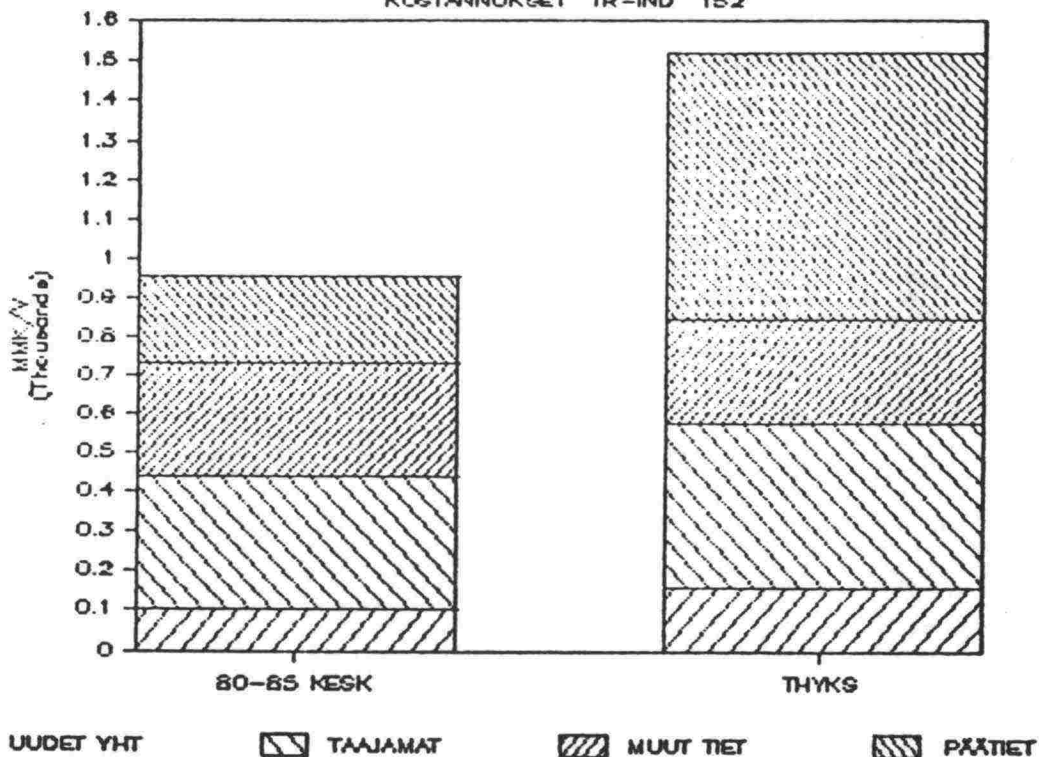 KUSTANNUKSET TR-IND 152
1.6
1.5
1.4
1.3
1.2
1.1
1
0.9
0.8
0.7
0.6
0.5
0.4
0.3
0.2
0.1
0
MMK/V
(Thousands)
80-85 KESK
THYKS
UUDET YHT
TAAJAMAT
MUUT TIET
PÄÄTIET